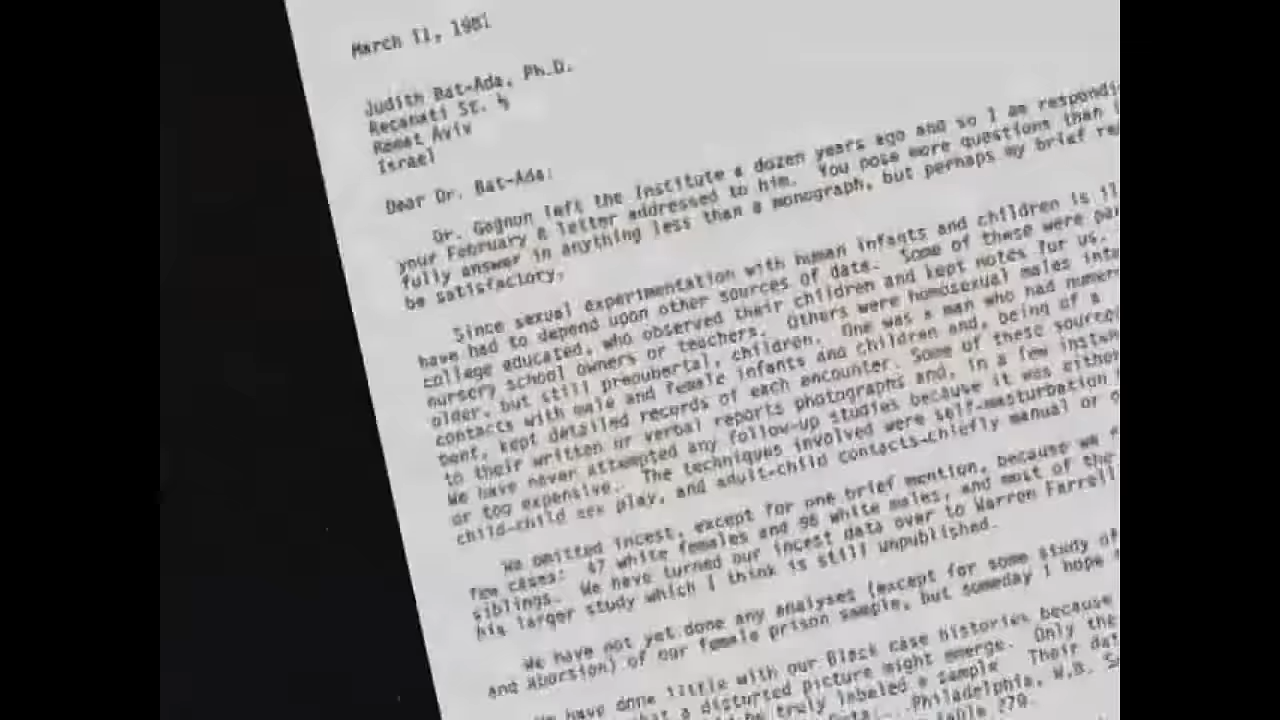 March 11, 1981
Judith Bat-Ada, Ph.D.
Recanati St. ½
Ramat Aviv
Israel
Dear Dr. Bat-Ada:
Dr. Gagnon left the Institute a dozen years ago and so I am respondi
your February 8 letter addressed to him. You pose more questions than
fully answer in anything less than a monograph, but perhaps my brief re
be satisfactory.
Since sexual experimentation with human infants and children is il
have had to depend upon other sources of data. Some of these were pa
college educated, who observed their children and kept notes for us.
nursery school owners or teachers. Others were homosexual males inte
older, but still prepubertal, children. One was a man who had numer
contacts with male and female infants and children and, being of a
bent, kept detailed records of each encounter. Some of these source
to their written or verbal reports photographs and, in a few instan
We have never attempted any follow-up studies because it was either
or too expensive. The techniques involved were self-masturbation
child-child sex play, and adult-child contacts-chiefly manual or o
We omitted incest, except for one brief mention, because we
few cases: 47 white females and 96 white males, and most of the
siblings. We have turned our incest data over to Warren Farrell
his larger study which I think is still unpublished.
We have not yet done any analyses (except for some study of
and Abortion) of our female prison sample, but someday I hope
We have done little with our Black case histories because
that a distorted picture might emerge. Only the
be truly labeled a sample. Their dat
Philadelphia, W.B. S
Table 279.